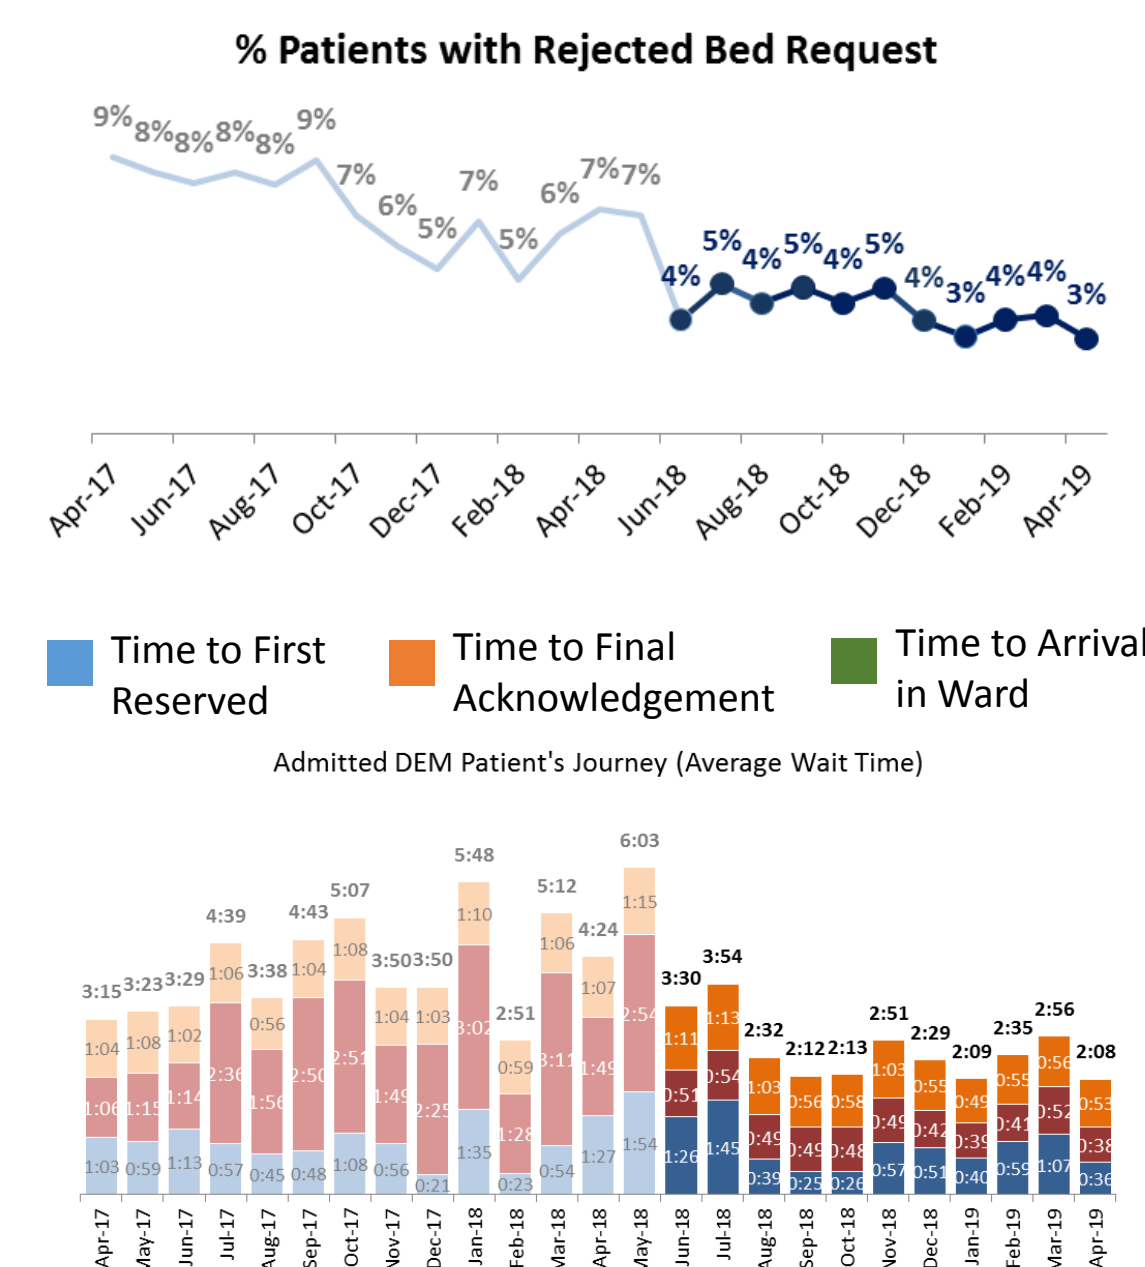 % Patients with Rejected Bed Request
9% 8% 8% 8% 8% 9% 7% 6% 5% 7% 5% 6% 7% 7% 4% 5% 4% 5% 4% 5% 4% 3% 4% 4% 3%
Apr-17 Jun-17 Aug-17 Oct-17 Dec-17 Feb-18 Apr-18 Jun-18 Aug-18 Oct-18 Dec-18 Feb-19 Apr-19
Time to First
Reserved
Time to Final
Acknowledgement
Time to Arrival
in Ward
Admitted DEM Patient's Journey (Average Wait Time)
3:15 3:23 3:29 4:39 3:38 4:43 5:07 3:50 3:50 5:48 2:51 5:12 4:24 6:03 3:30 3:54 2:32 2:12 2:13 2:51 2:29 2:09 2:35 2:56 2:08
1:04 1:08 1:02 1:06 0:56 1:04 1:08 1:04 1:03 1:10 0:59 1:06 1:07 1:15 1:11 1:13 1:03 0:56 0:58 1:03 0:55 0:49 0:55 0:56 0:53
1:06 1:15 1:14 2:36 1:56 2:50 2:51 1:49 2:25 3:02 1:28 3:11 1:49 2:54 0:51 0:54 0:49 0:49 0:48 0:49 0:42 0:39 0:41 0:52 0:38
1:03 0:59 1:13 0:57 0:45 0:48 1:08 0:56 0:21 1:35 0:23 0:54 1:27 1:54 1:26 1:45 0:39 0:25 0:26 0:57 0:51 0:40 0:59 1:07 0:36
Apr-17 May-17 Jun-17 Jul-17 Aug-17 Sep-17 Oct-17 Nov-17 Dec-17 Jan-18 Feb-18 Mar-18 Apr-18 May-18 Jun-18 Jul-18 Aug-18 Sep-18 Oct-18 Nov-18 Dec-18 Jan-19 Feb-19 Mar-19 Apr-19